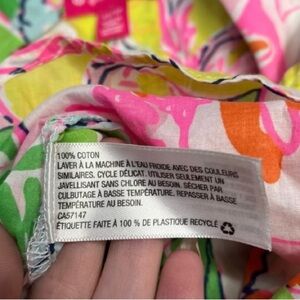 100% COTON
LAVER À LA MACHINE À L'EAU FROIDE AVEC DES COULEURS
SIMILAIRES. CYCLE DÉLICAT. UTILISER SEULEMENT UN
JAVELLISANT SANS CHLORE AU BESOIN. SÉCHER PAR
CULBUTAGE À BASSE TEMPÉRATURE. REPASSER À BASSE
TEMPÉRATURE AU BESOIN.
CA57147
ÉTIQUETTE FAITE À 100 % DE PLASTIQUE RECYCLÉ